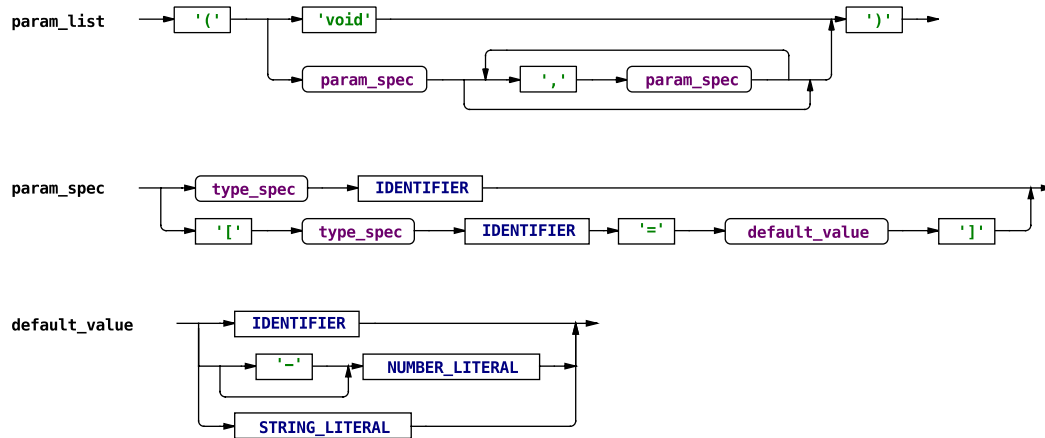 param_list '(' 'void' ')'
param_spec ',' param_spec
param_spec type_spec IDENTIFIER
'[' type_spec IDENTIFIER '=' default_value ']'
default_value IDENTIFIER
'−' NUMBER_LITERAL
STRING_LITERAL